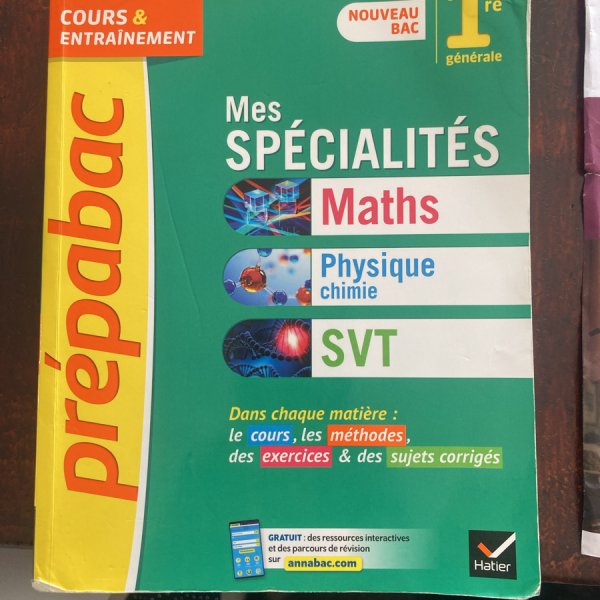 COURS &
ENTRAÎNEMENT
NOUVEAU
BAC
1re
générale
prépabac
Mes
SPÉCIALITÉS
Maths
Physique
chimie
SVT
Dans chaque matière :
le cours, les méthodes,
des exercices & des sujets corrigés
GRATUIT : des ressources interactives
et des parcours de révision
sur annabac.com
Hatier